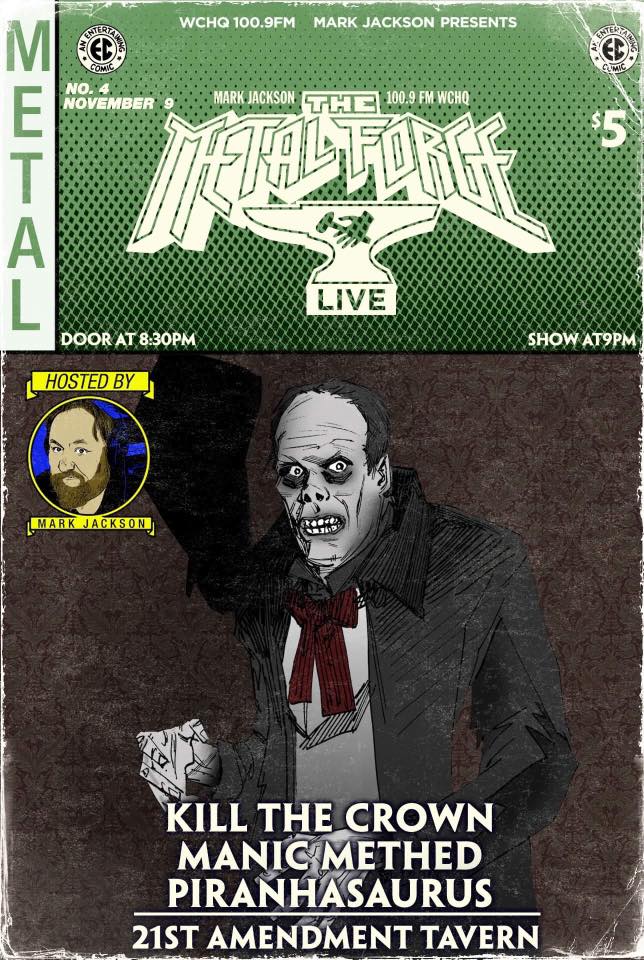 WCHQ 100.9FM MARK JACKSON PRESENTS
METAL
AN ENTERTAINING
EC
COMIC
AN ENTERTAINING
EC
COMIC
NO. 4
NOVEMBER 9
$5
MARK JACKSON THE 100.9 FM WCHQ
METAL FORGE
LIVE
DOOR AT 8:30PM
SHOW AT9PM
HOSTED BY
MARK JACKSON
KILL THE CROWN
MANIC METHED
PIRANHASAURUS
21ST AMENDMENT TAVERN